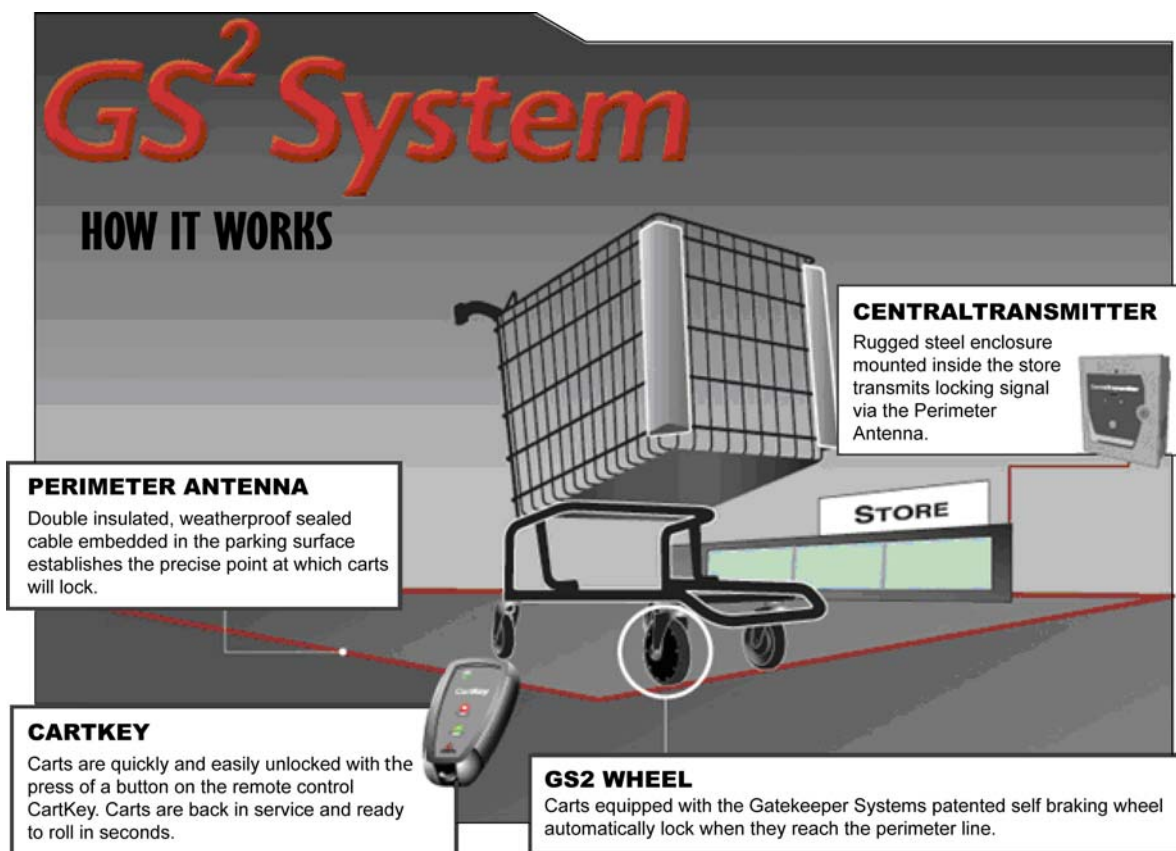 GS² System
HOW IT WORKS
CENTRALTRANSMITTER
Rugged steel enclosure
mounted inside the store
transmits locking signal
via the Perimeter
Antenna.
PERIMETER ANTENNA
Double insulated, weatherproof sealed
cable embedded in the parking surface
establishes the precise point at which carts
will lock.
STORE
CartKey
CARTKEY
Carts are quickly and easily unlocked with the
press of a button on the remote control
CartKey. Carts are back in service and ready
to roll in seconds.
GS2 WHEEL
Carts equipped with the Gatekeeper Systems patented self braking wheel
automatically lock when they reach the perimeter line.